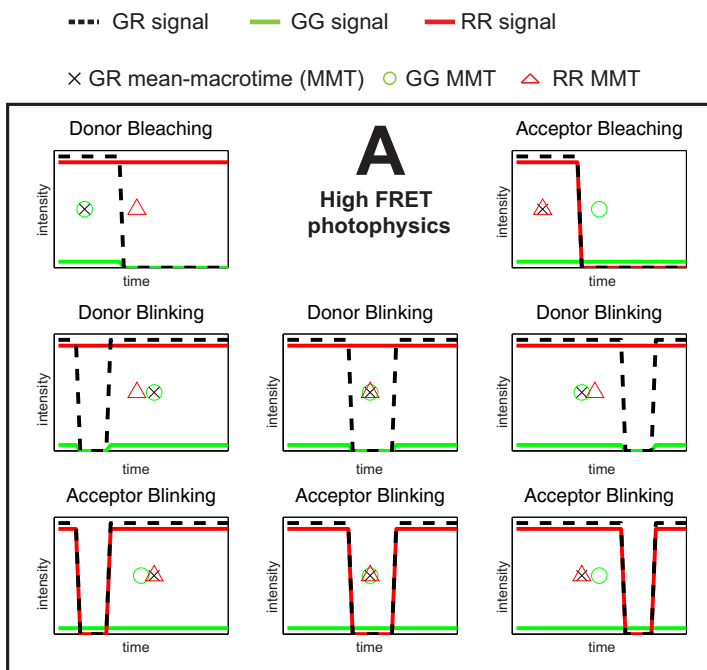 GR signal GG signal RR signal
GR mean-macrotime (MMT) GG MMT RR MMT
Donor Bleaching
A
Acceptor Bleaching
High FRET
photophysics
intensity
time
intensity
time
Donor Blinking
Donor Blinking
Donor Blinking
intensity
time
intensity
time
intensity
time
Acceptor Blinking
Acceptor Blinking
Acceptor Blinking
intensity
time
intensity
time
intensity
time